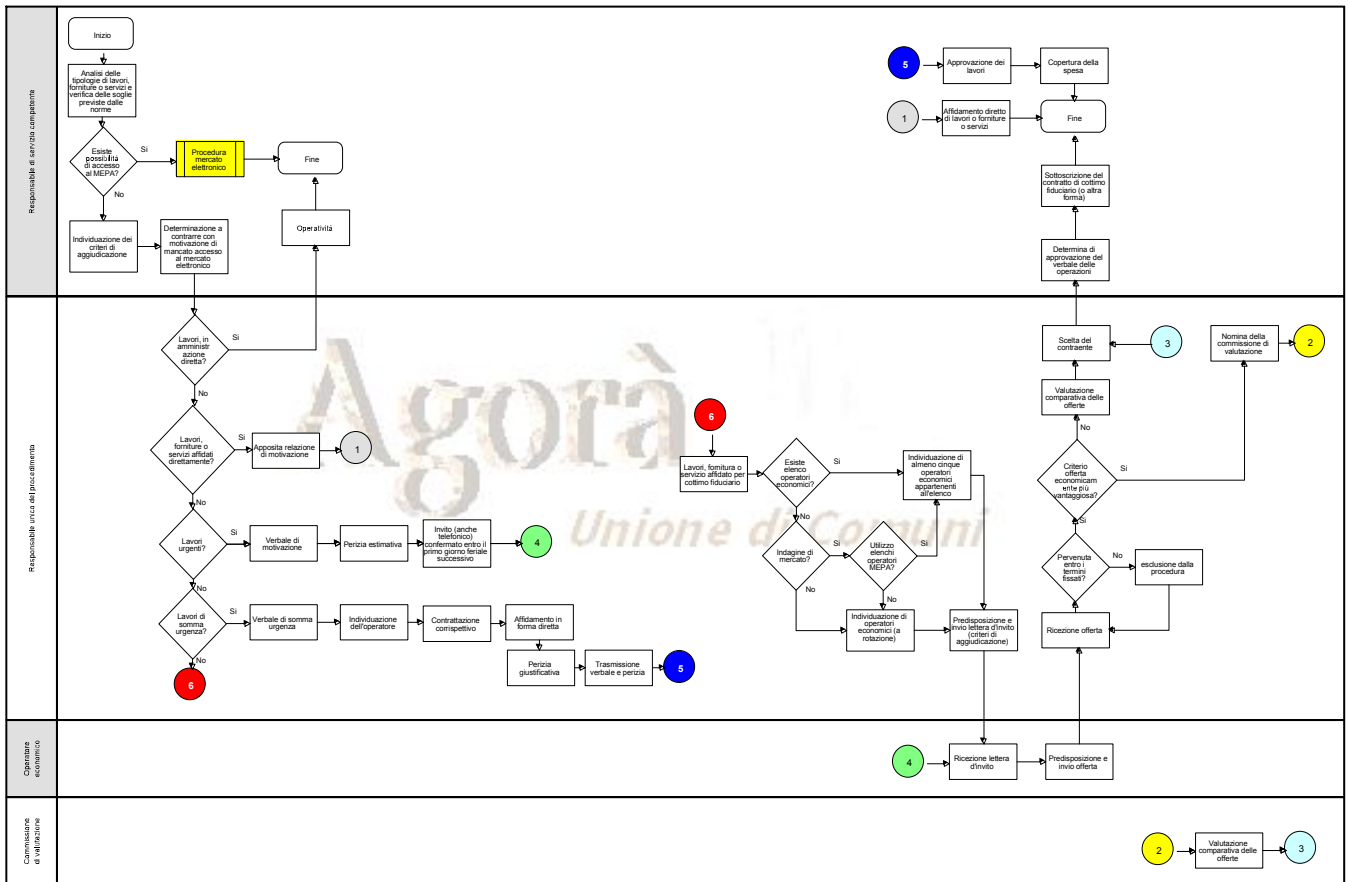 Responsabile di servizio competente
Inizio
Analisi delle
tipologie di lavori,
forniture o servizi e
verifica delle soglie
previste dalle
norme
Esiste
possibilità
di accesso
al MEPA?
Si
No
Procedura
mercato
elettronico
Fine
Operatività
Individuazione dei
criteri di
aggiudicazione
Determinazione a
contrarre con
motivazione di
mancato accesso
al mercato
elettronico
5
Approvazione dei
lavori
Copertura della
spesa
1
Affidamento diretto
di lavori o forniture
o servizi
Fine
Sottoscrizione del
contratto di cottimo
fiduciario (o altra
forma)
Determina di
approvazione del
verbale delle
operazioni
Responsabile unico del procedimento
Lavori, in
amministr
azione
diretta?
Si
No
Lavori,
forniture o
servizi affidati
direttamente?
Si
No
Apposita relazione
di motivazione
1
Lavori
urgenti?
Si
No
Verbale di
motivazione
Perizia estimativa
Invito (anche
telefonico)
confermato entro il
primo giorno feriale
successivo
4
Lavori di
somma
urgenza?
Si
No
Verbale di somma
urgenza
Individuazione
dell'operatore
Contrattazione
corrispettivo
Affidamento in
forma diretta
Perizia
giustificativa
Trasmissione
verbale e perizia
5
6
Agorà
Unione di Comuni
6
Lavori, fornitura o
servizio affidato per
cottimo fiduciario
Esiste
elenco
operatori
economici?
Si
No
Individuazione di
almeno cinque
operatori
economici
appartenenti
all'elenco
Indagine di
mercato?
Si
No
Utilizzo
elenchi
operatori
MEPA?
Si
No
Individuazione di
operatori
economici (a
rotazione)
Predisposizione e
invio lettera d'invito
(criteri di
aggiudicazione)
Scelta del
contraente
3
Nomina della
commissione di
valutazione
2
Valutazione
comparativa delle
offerte
No
Criterio
offerta
economicam
ente più
vantaggiosa?
Si
Si
Pervenuta
entro i
termini
fissati?
No
esclusione dalla
procedura
Ricezione offerta
Operatore
economico
4
Ricezione lettera
d'invito
Predisposizione e
invio offerta
Commissione
di valutazione
2
Valutazione
comparativa delle
offerte
3